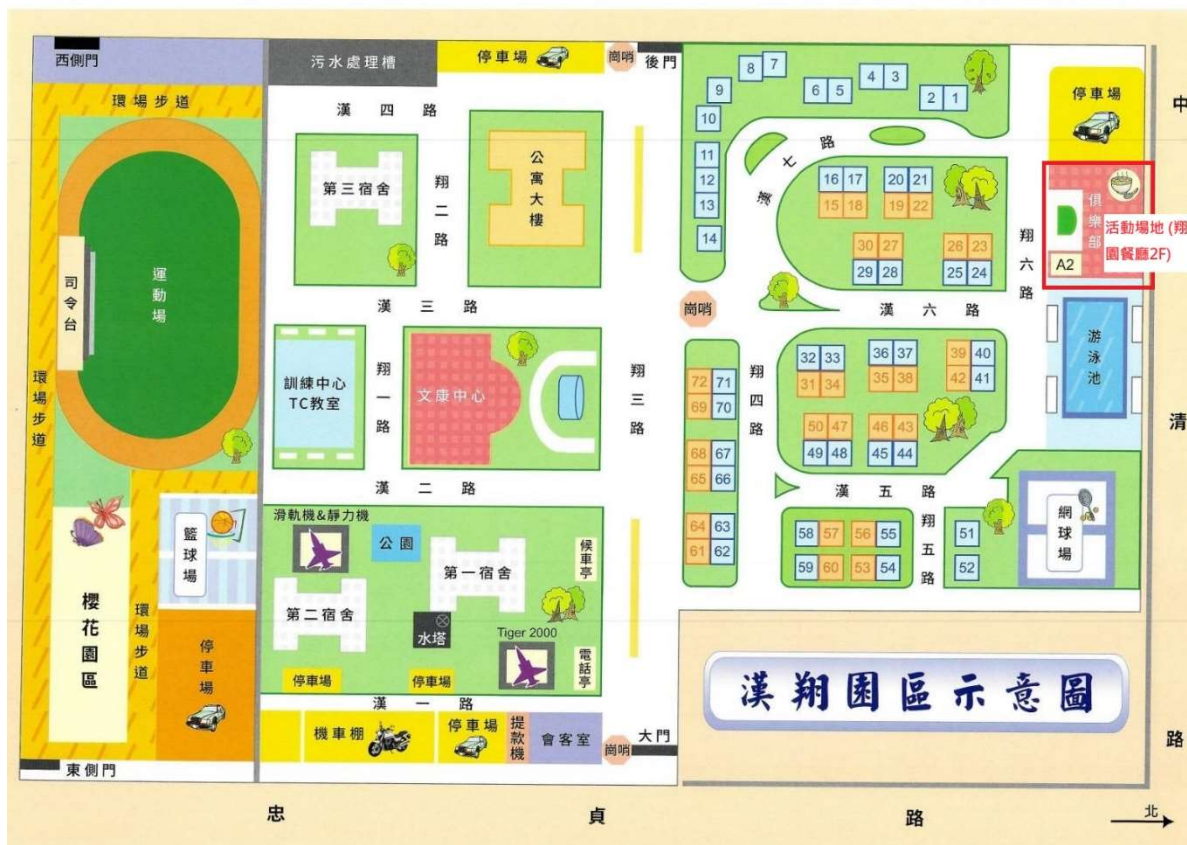 西側門
污水處理槽
停車場
崗哨
後門
環場步道
漢四路
第三宿舍
翔二路
公寓大樓
司令台
運動場
漢三路
環場步道
訓練中心
TC教室
翔一路
文康中心
翔三路
漢二路
籃球場
櫻花園區
環場步道
停車場
滑軌機&靜力機
公園
第一宿舍
候車亭
第二宿舍
水塔
Tiger 2000
電話亭
停車場
停車場
漢一路
機車棚
停車場
提款機
會客室
崗哨
大門
東側門
8 7
4 3
9
6 5
2 1
10
11
12
13
14
漢七路
16 17 20 21
15 18 19 22
30 27 26 23
29 28 25 24
翔六路
停車場
俱樂部
A2
活動場地 (翔
園餐廳2F)
崗哨
漢六路
游泳池
72 71
69 70
68 67
65 66
64 63
61 62
翔四路
32 33 36 37 39 40
31 34 35 38 42 41
50 47 46 43
49 48 45 44
漢五路
58 57 56 55
59 60 53 54
翔五路
51
52
網球場
漢翔園區示意圖
中清路
忠貞路
北